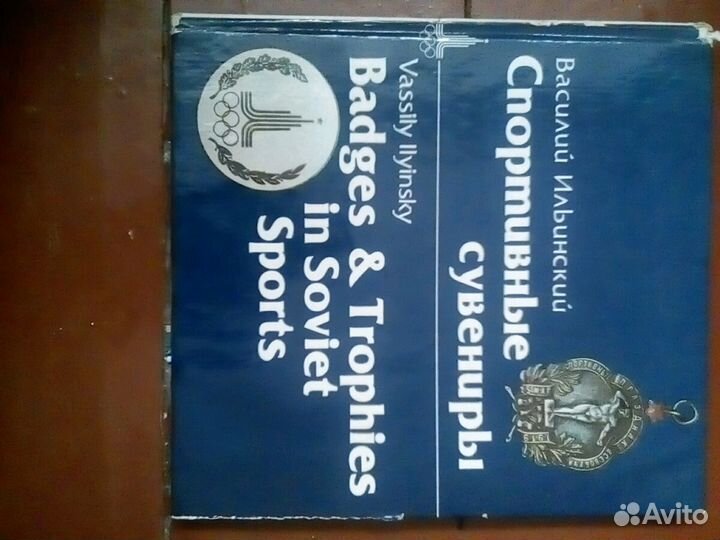 Василий Ильинский
Спортивные
сувениры
Vassily Ilyinsky
Badges & Trophies
in Soviet
Sports
Avito